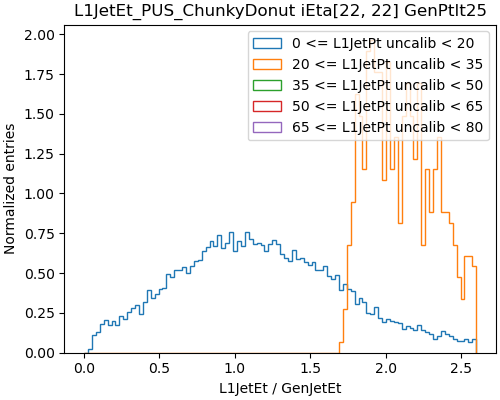 L1JetEt_PUS_ChunkyDonut iEta[22, 22] GenPtlt25
2.00
1.75
1.50
1.25
1.00
0.75
0.50
0.25
0.00
Normalized entries
0 <= L1JetPt uncalib < 20
20 <= L1JetPt uncalib < 35
35 <= L1JetPt uncalib < 50
50 <= L1JetPt uncalib < 65
65 <= L1JetPt uncalib < 80
0.0 0.5 1.0 1.5 2.0 2.5
L1JetEt / GenJetEt